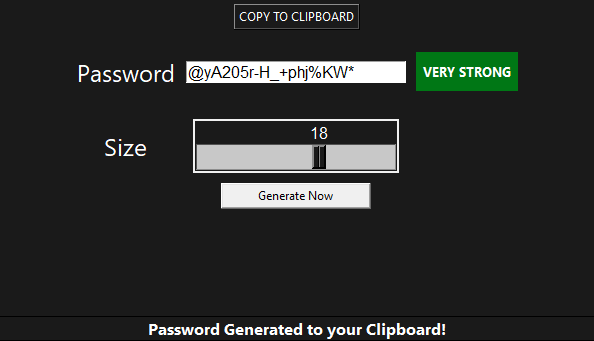 COPY TO CLIPBOARD
Password @yA205r-H_+phj%KW* VERY STRONG
18
Size
Generate Now
Password Generated to your Clipboard!